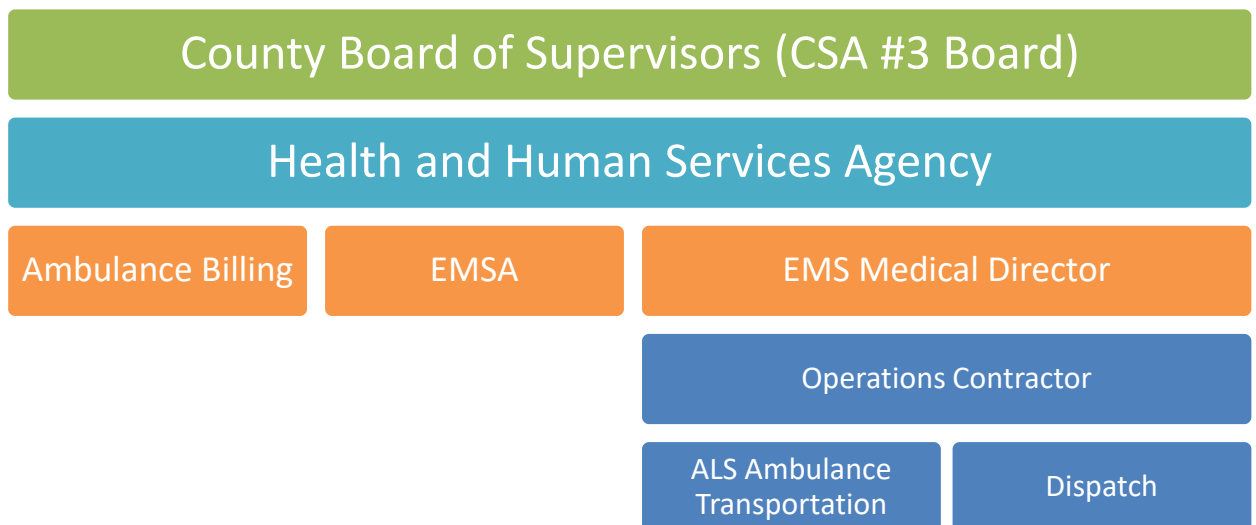 County Board of Supervisors (CSA #3 Board)
Health and Human Services Agency
Ambulance Billing
EMSA
EMS Medical Director
Operations Contractor
ALS Ambulance
Transportation
Dispatch